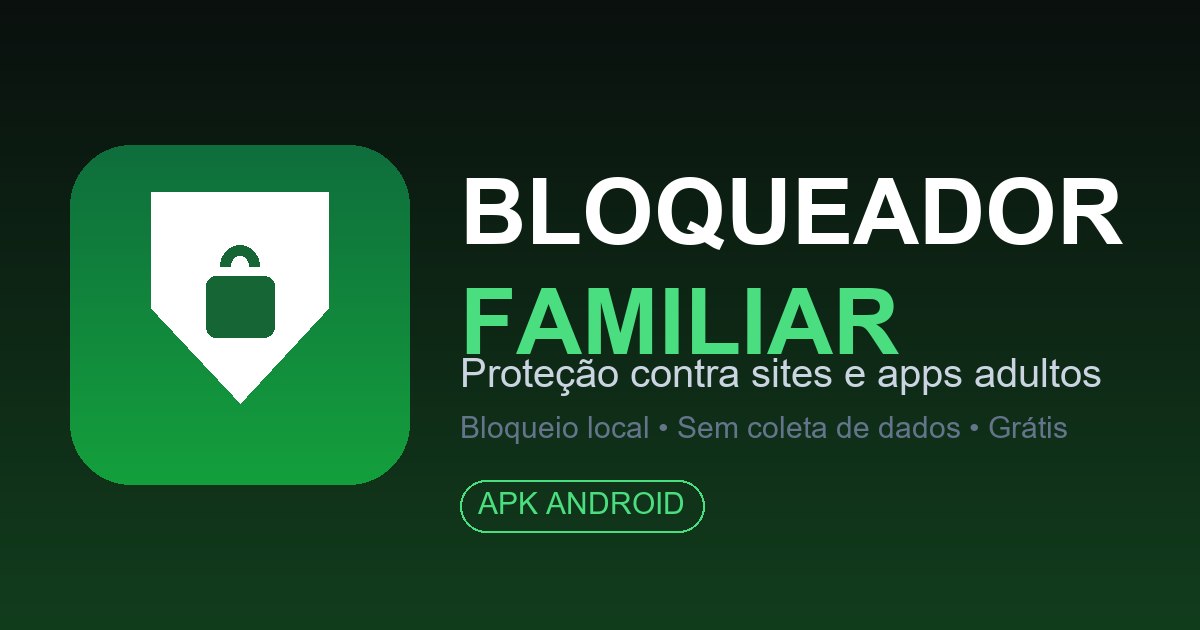 BLOQUEADOR
FAMILIAR
Proteção contra sites e apps adultos
Bloqueio local • Sem coleta de dados • Grátis
APK ANDROID